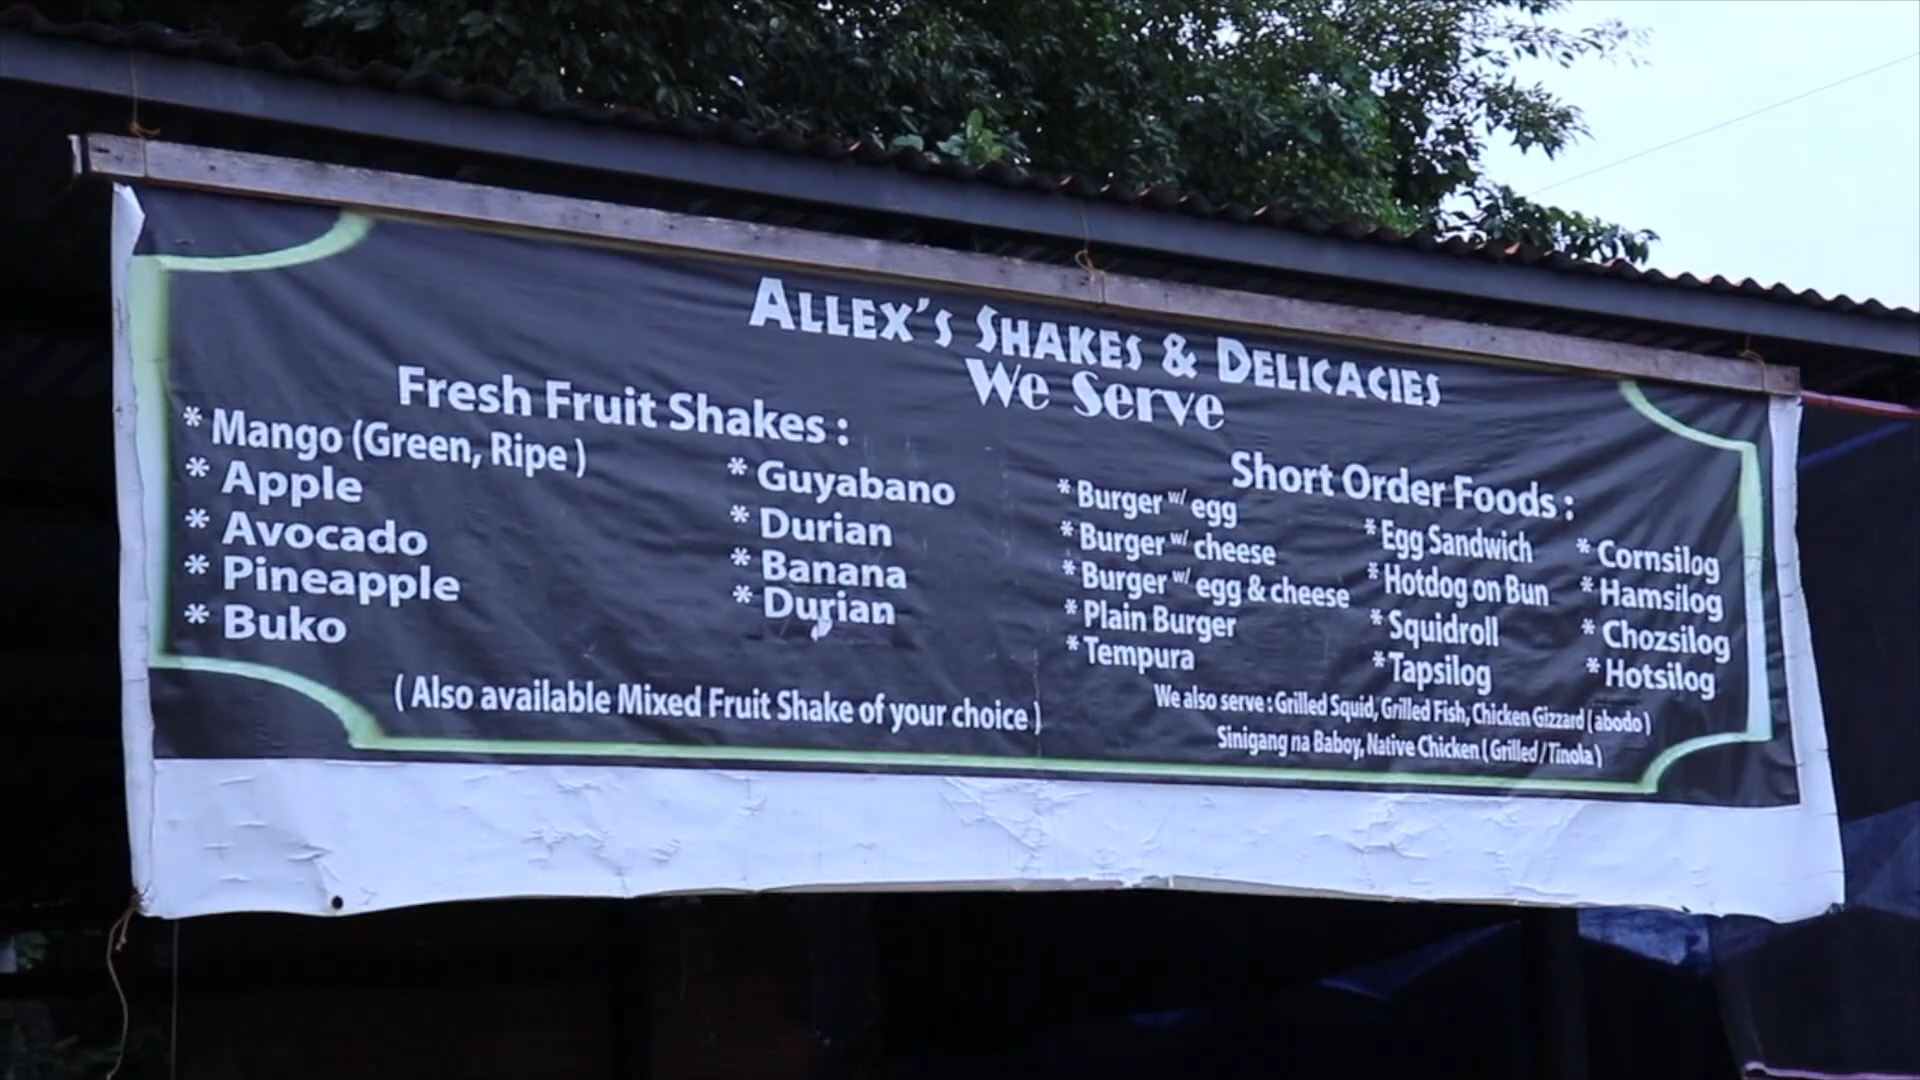 ALLEX'S SHAKES & DELICACIES
We Serve
Fresh Fruit Shakes :
* Mango (Green, Ripe )
* Apple
* Avocado
* Pineapple
* Buko
* Guyabano
* Durian
* Banana
* Durian
( Also available Mixed Fruit Shake of your choice )
Short Order Foods :
* Burger w/ egg
* Burger w/ cheese
* Burger w/ egg & cheese
* Plain Burger
* Tempura
* Egg Sandwich
* Hotdog on Bun
* Squidroll
* Tapsilog
* Cornsilog
* Hamsilog
* Chozsilog
* Hotsilog
We also serve : Grilled Squid, Grilled Fish, Chicken Gizzard ( abodo )
Sinigang na Baboy, Native Chicken ( Grilled / Tinola )